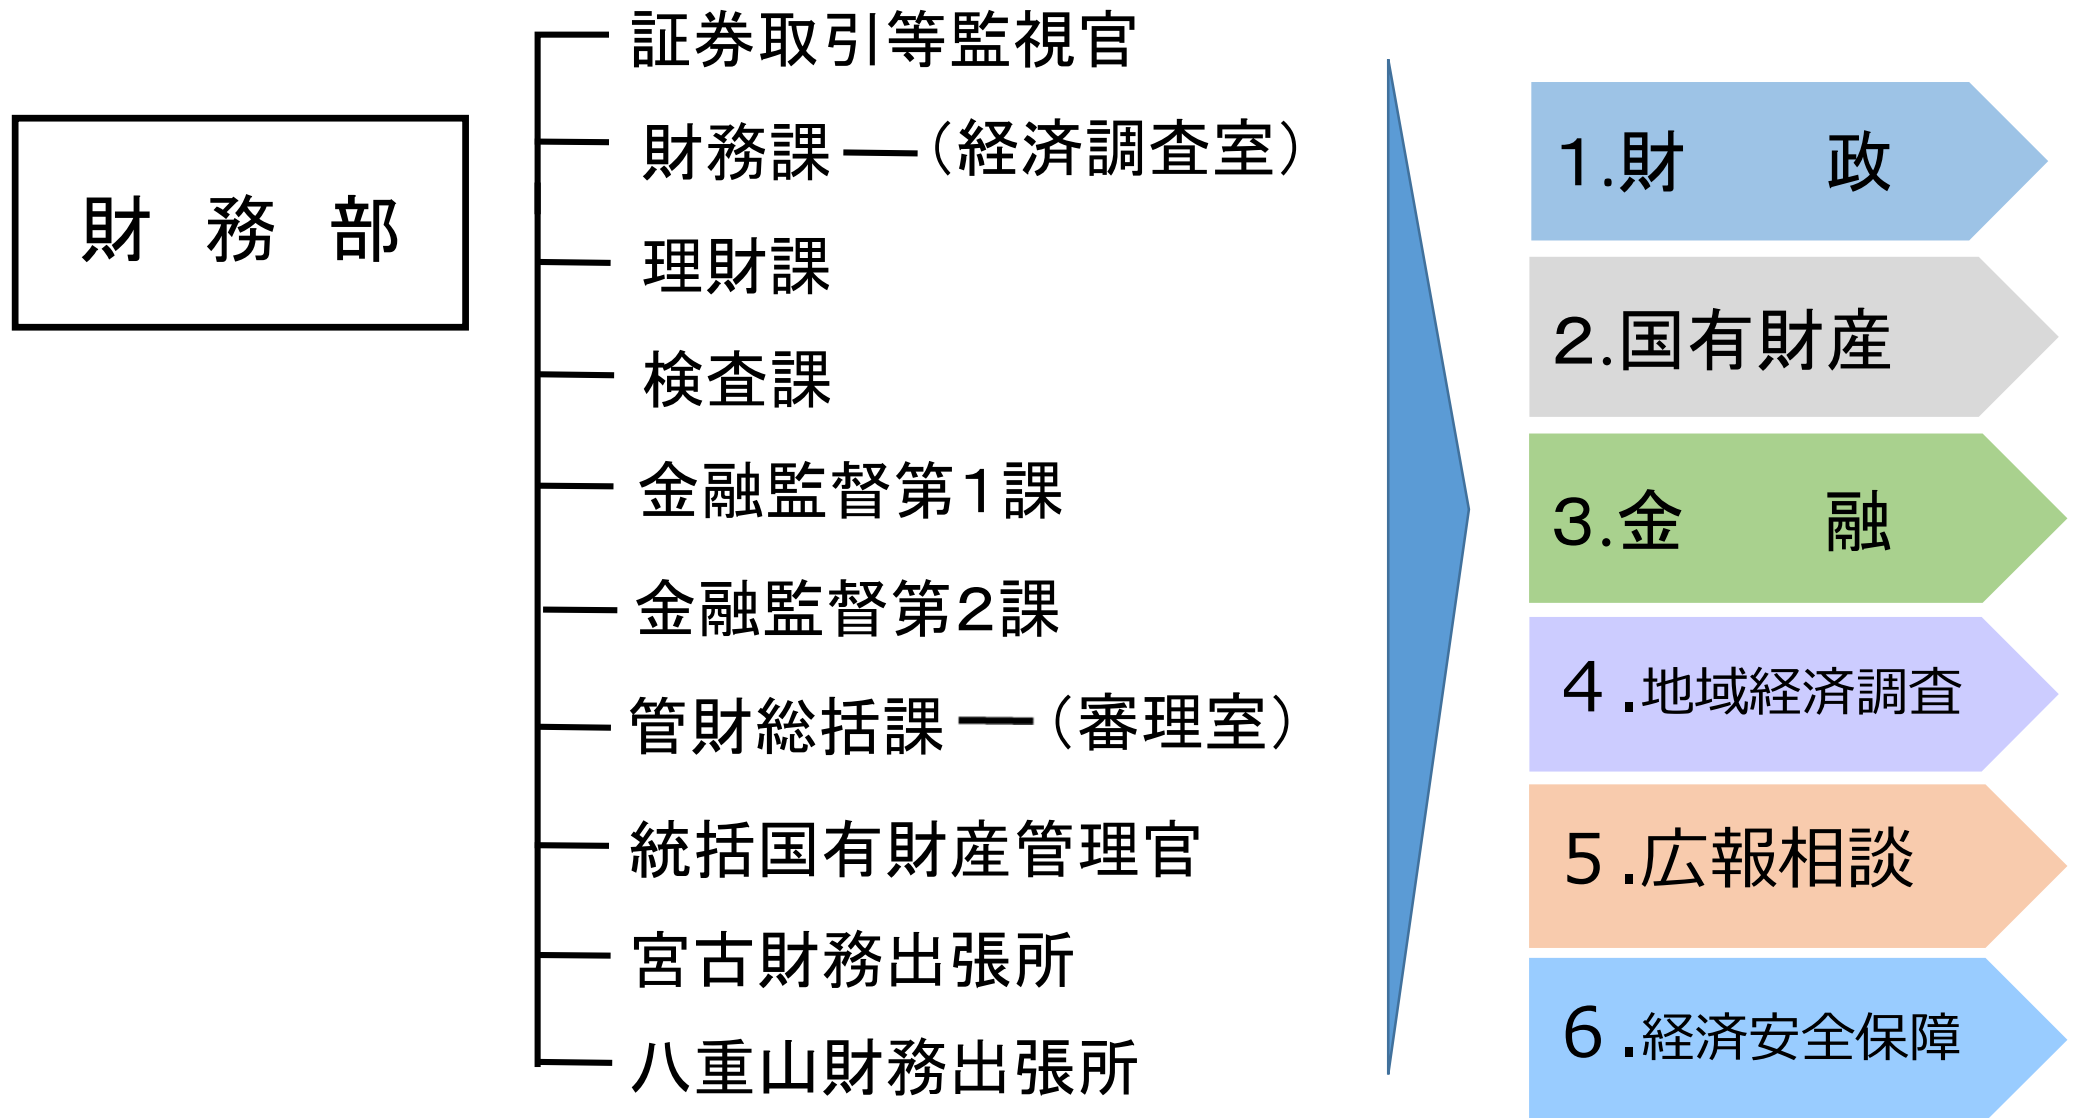 財務部
証券取引等監視官
財務課―（経済調査室）
理財課
検査課
金融監督第1課
金融監督第2課
管財総括課―（審理室）
統括国有財産管理官
宮古財務出張所
八重山財務出張所
1.財　　政
2.国有財産
3.金　　融
4.地域経済調査
5.広報相談
6.経済安全保障